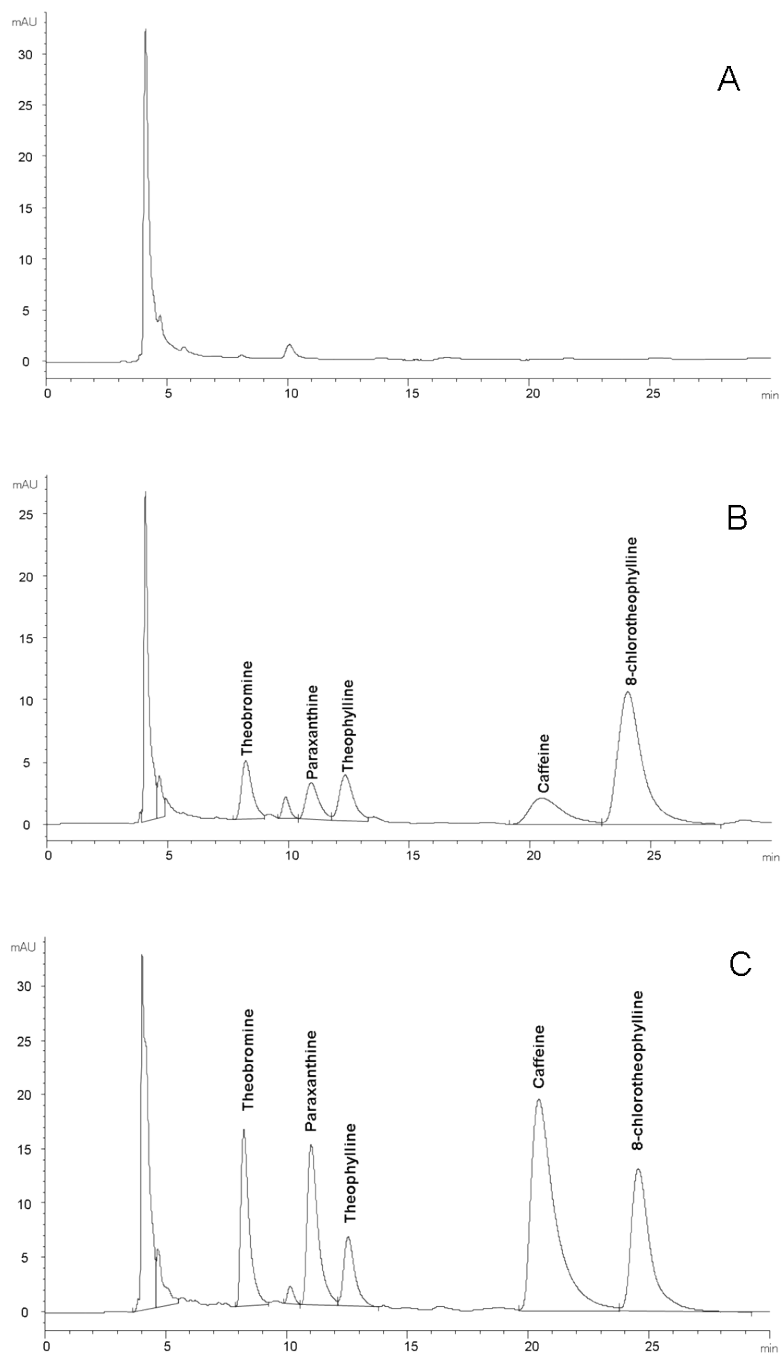 mAU
A
30
25
20
15
10
5
0
0 5 10 15 20 25 min
mAU
B
25
20
15
10
5
0
Theobromine
Paraxanthine
Theophylline
Caffeine
8-chlorotheophylline
0 5 10 15 20 25 min
mAU
C
30
25
20
15
10
5
0
Theobromine
Paraxanthine
Theophylline
Caffeine
8-chlorotheophylline
0 5 10 15 20 25 min